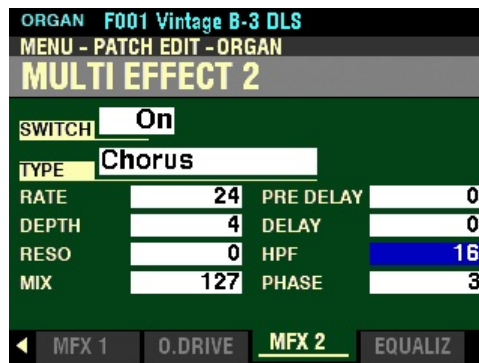 ORGAN F001 Vintage B-3 DLS
MENU - PATCH EDIT - ORGAN
MULTI EFFECT 2
SWITCH On
TYPE Chorus
RATE 24 PRE DELAY 0
DEPTH 4 DELAY 0
RESO 0 HPF 16
MIX 127 PHASE 3
MFX 1 O.DRIVE MFX 2 EQUALIZ